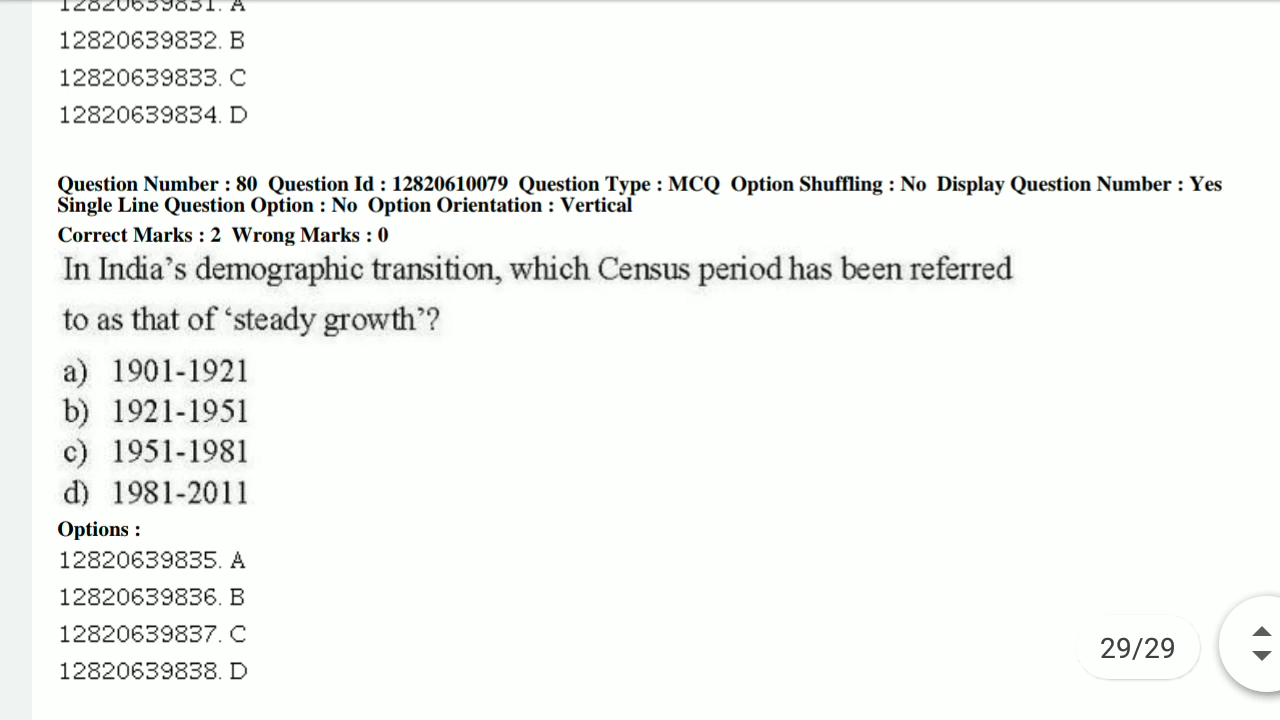 12820639831. A
12820639832. B
12820639833. C
12820639834. D
Question Number : 80 Question Id : 12820610079 Question Type : MCQ Option Shuffling : No Display Question Number : Yes
Single Line Question Option : No Option Orientation : Vertical
Correct Marks : 2 Wrong Marks : 0
In India’s demographic transition, which Census period has been referred
to as that of ‘steady growth’?
a) 1901-1921
b) 1921-1951
c) 1951-1981
d) 1981-2011
Options :
12820639835. A
12820639836. B
12820639837. C
12820639838. D
29/29